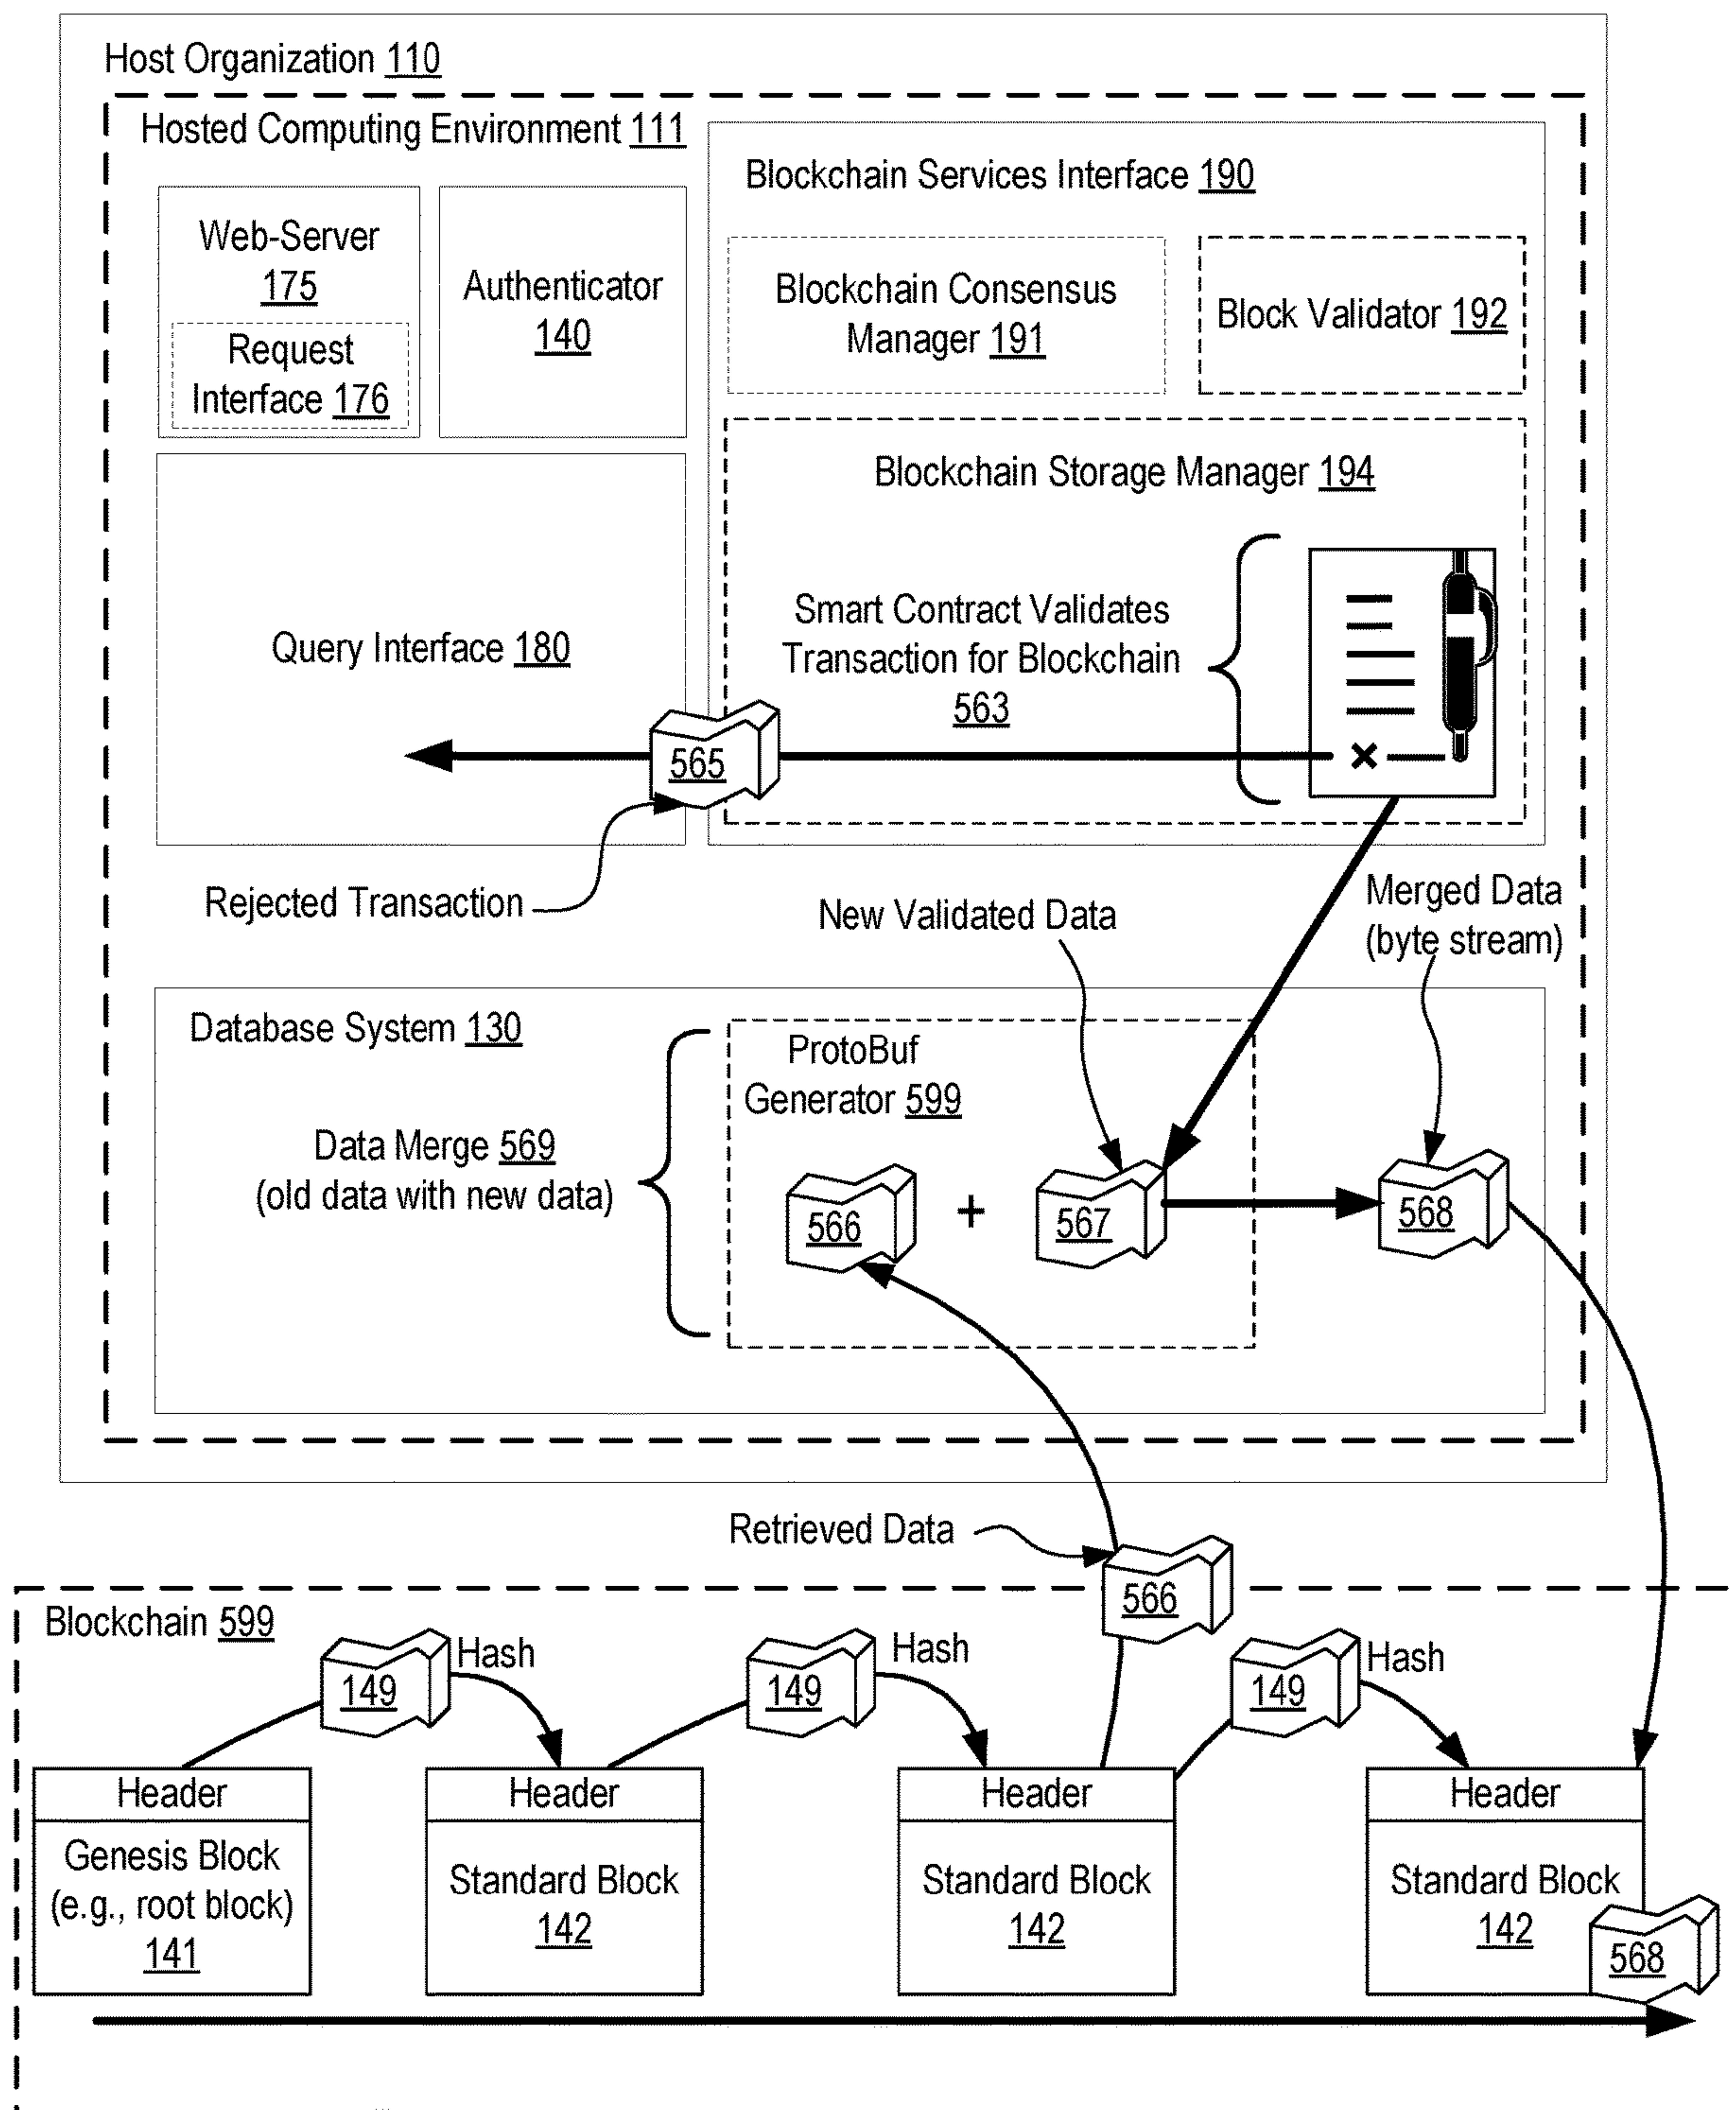 Host Organization 110
Hosted Computing Environment 111
Web-Server
175
Request
Interface 176
Authenticator
140
Blockchain Services Interface 190
Blockchain Consensus
Manager 191
Block Validator 192
Blockchain Storage Manager 194
Smart Contract Validates
Transaction for Blockchain
563
Query Interface 180
565
Rejected Transaction
New Validated Data
Merged Data
(byte stream)
Database System 130
ProtoBuf
Generator 599
Data Merge 569
(old data with new data)
566
+
567
568
Retrieved Data
566
Blockchain 599
149
Hash
149
Hash
149
Hash
Header
Genesis Block
(e.g., root block)
141
Header
Standard Block
142
Header
Standard Block
142
Header
Standard Block
142
568